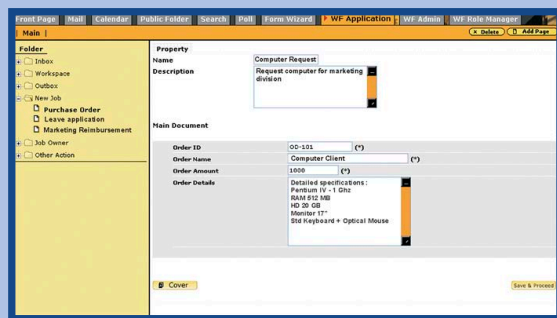 Front Page | Mail | Calendar | Public Folder | Search | Poll | Form Wizard | WF Application | WF Admin | WF Role Manager
| Main |
Delete Add Page
Folder
Inbox
Workspace
Outbox
New Job
Purchase Order
Leave application
Marketing Reimbursement
Job Owner
Other Action
Property
Name Computer Request
Description Request computer for marketing
division
Main Document
Order ID OD-101 (*)
Order Name Computer Client (*)
Order Amount 1000 (*)
Order Details Detailed specifications :
Pentium IV - 1 Ghz
RAM 512 MB
HD 20 GB
Monitor 17"
Std Keyboard + Optical Mouse
Cover Save & Proceed